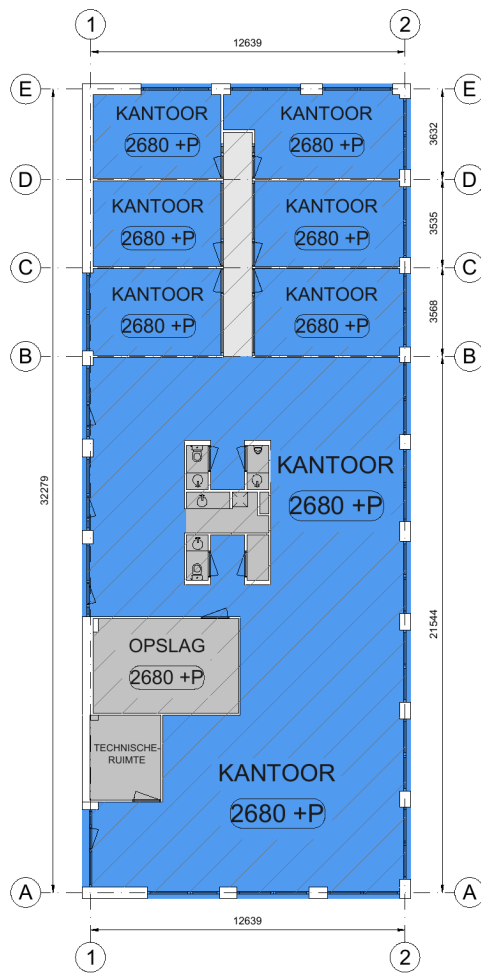 1
2
12639
E
E
KANTOOR
KANTOOR
2680 +P
2680 +P
3632
D
D
KANTOOR
KANTOOR
2680 +P
2680 +P
3535
C
C
KANTOOR
KANTOOR
2680 +P
2680 +P
3568
B
B
KANTOOR
2680 +P
32279
21544
OPSLAG
2680 +P
TECHNISCHE-
RUIMTE
KANTOOR
2680 +P
A
A
12639
1
2